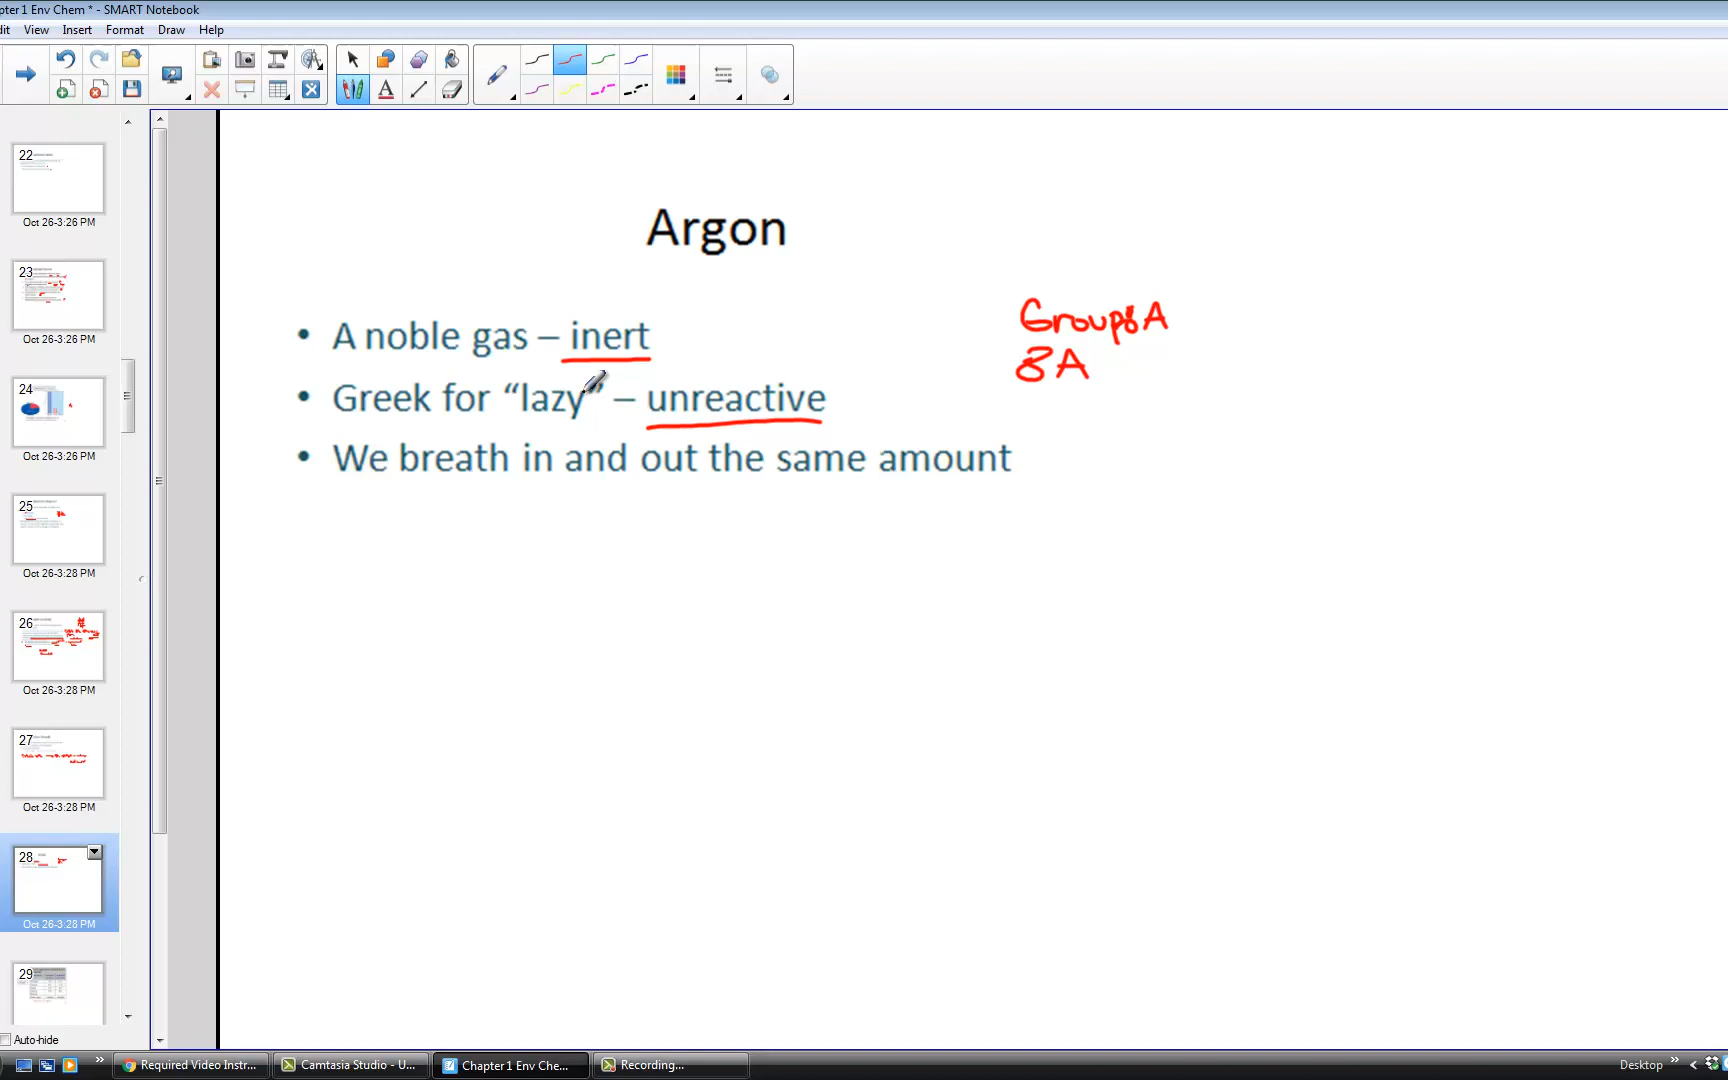 pter 1 Env Chem * - SMART Notebook
dit View Insert Format Draw Help
22
Oct 26-3:26 PM
23
Oct 26-3:26 PM
24
Oct 26-3:26 PM
25
Oct 26-3:28 PM
26
Oct 26-3:28 PM
27
Oct 26-3:28 PM
28
Oct 26-3:28 PM
29
Auto-hide
Argon
• A noble gas – inert
• Greek for “lazy” – unreactive
• We breath in and out the same amount
Group 8A
8A
Required Video Instr... Camtasia Studio - U... Chapter 1 Env Che... Recording... Desktop